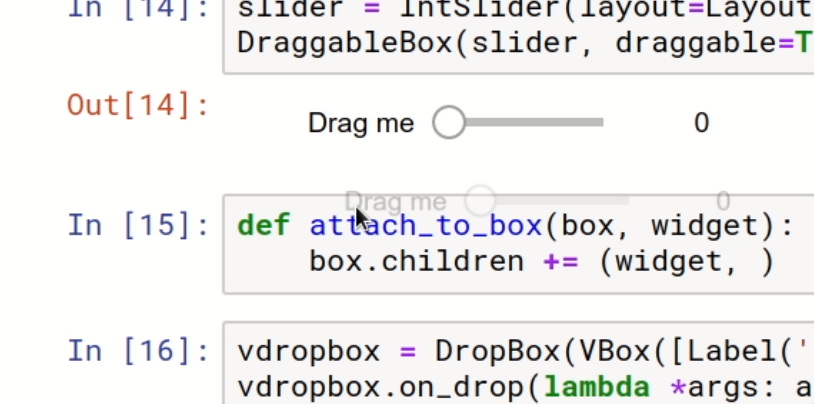 In [14]: slider = IntSlider(layout=Layout
DraggableBox(slider, draggable=T
Out[14]: Drag me 0
Drag me 0
In [15]: def attach_to_box(box, widget):
box.children += (widget, )
In [16]: vdropbox = DropBox(VBox([Label('
vdropbox.on_drop(lambda *args: a